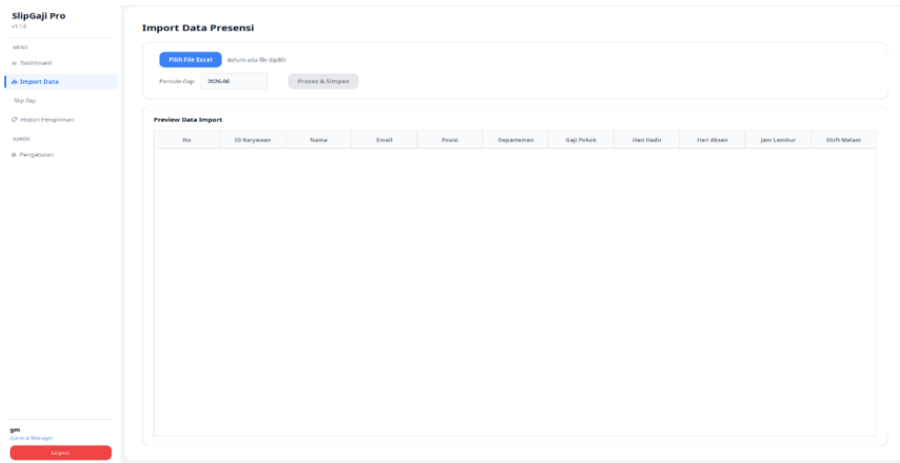 SlipGaji Pro
v4.1.0
MENU
Dashboard
Import Data
Slip Gaji
Histori Pengiriman
ADMIN
Pengaturan
gm
General Manager
Logout
Import Data Presensi
Pilih File Excel
Belum ada file dipilih
Periode Gaji:
2026-06
Proses & Simpan
Preview Data Import
No ID Karyawan Nama Email Posisi Departemen Gaji Pokok Hari Hadir Hari Absen Jam Lembur Shift Malam